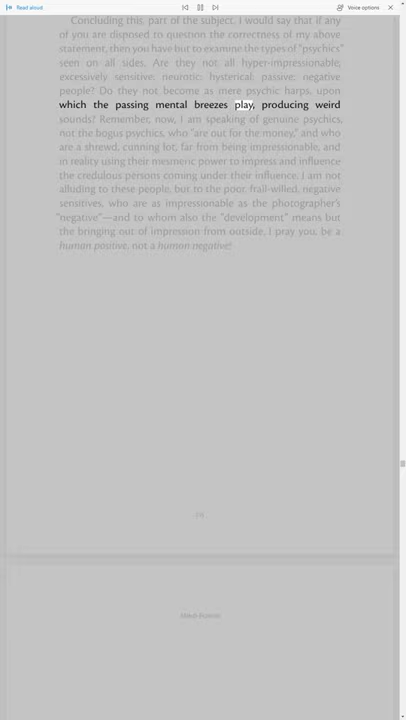 Read aloud
Voice options
Concluding this part of the subject, I would say that if any
of you are disposed to question the correctness of my above
statement, then you have but to examine the types of "psychics"
seen on all sides. Are they not all hyper-impressionable;
excessively sensitive; neurotic; hysterical; passive; negative
people? Do they not become as mere psychic harps, upon
which the passing mental breezes play, producing weird
sounds? Remember, now, I am speaking of genuine psychics,
not the bogus psychics, who "are out for the money," and who
are a shrewd, cunning lot, far from being impressionable, and
in reality using their mesmeric power to impress and influence
the credulous persons coming under their influence. I am not
alluding to these people, but to the poor, frail-willed, negative
sensitives, who are as impressionable as the photographer's
"negative"—and to whom also the "development" means but
the bringing out of impression from outside. I pray you, be a
human positive, not a human negative!